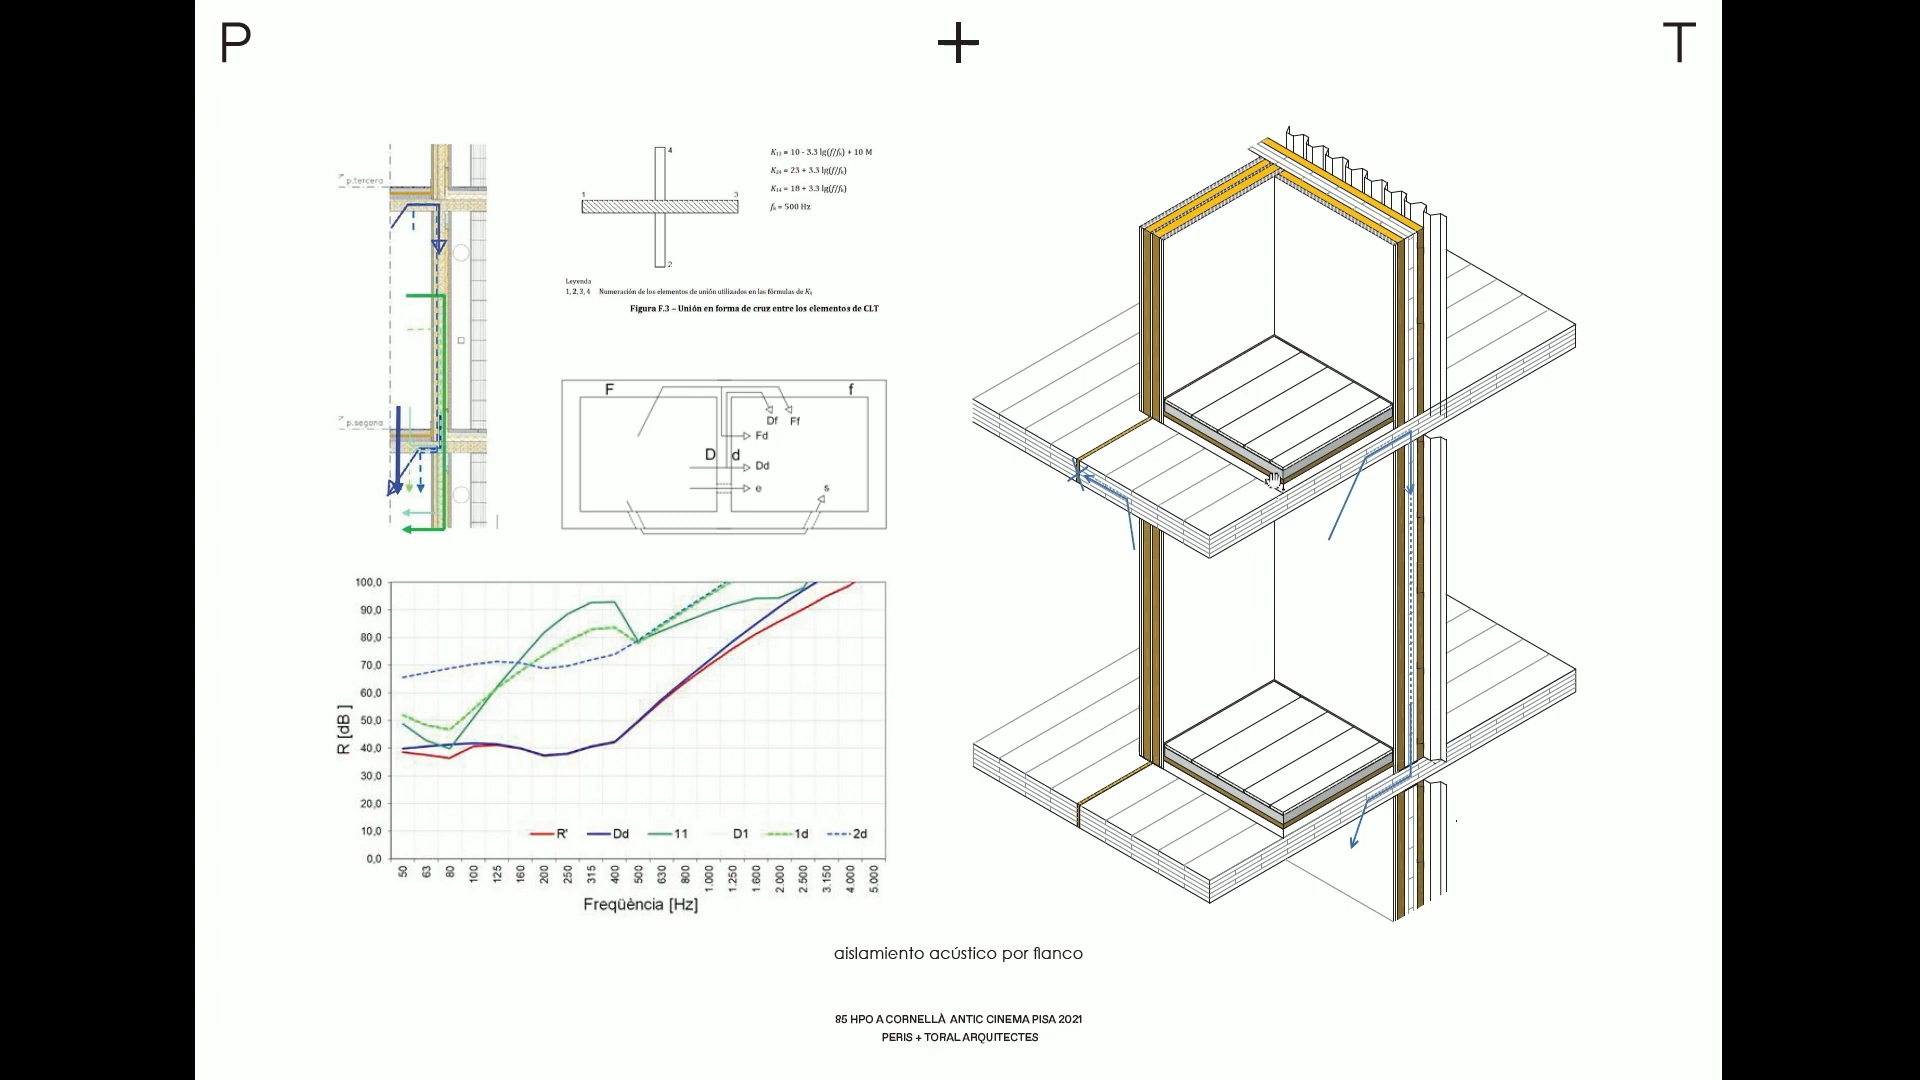 P + T
p.tercera
p.segona
4
1
3
2
K₁₃ = 10 - 3.3 lg(f/fₖ) + 10 M
K₂₄ = 23 + 3.3 lg(f/fₖ)
K₁₄ = 18 + 3.3 lg(f/fₖ)
fₖ = 500 Hz
Leyenda
1, 2, 3, 4 Numeración de los elementos de unión utilizados en las fórmulas de Kᵢⱼ
Figura F.3 – Unión en forma de cruz entre los elementos de CLT
F
f
Df
Ff
Fd
D
d
Dd
e
s
100,0
90,0
80,0
70,0
60,0
50,0
40,0
30,0
20,0
10,0
0,0
R [dB ]
R' Dd 11 D1 1d 2d
50 63 80 100 125 160 200 250 315 400 500 630 800 1.000 1.250 1.600 2.000 2.500 3.150 4.000 5.000
Freqüència [Hz]
aislamiento acústico por flanco
85 HPO A CORNELLÀ ANTIC CINEMA PISA 2021
PERIS + TORAL ARQUITECTES